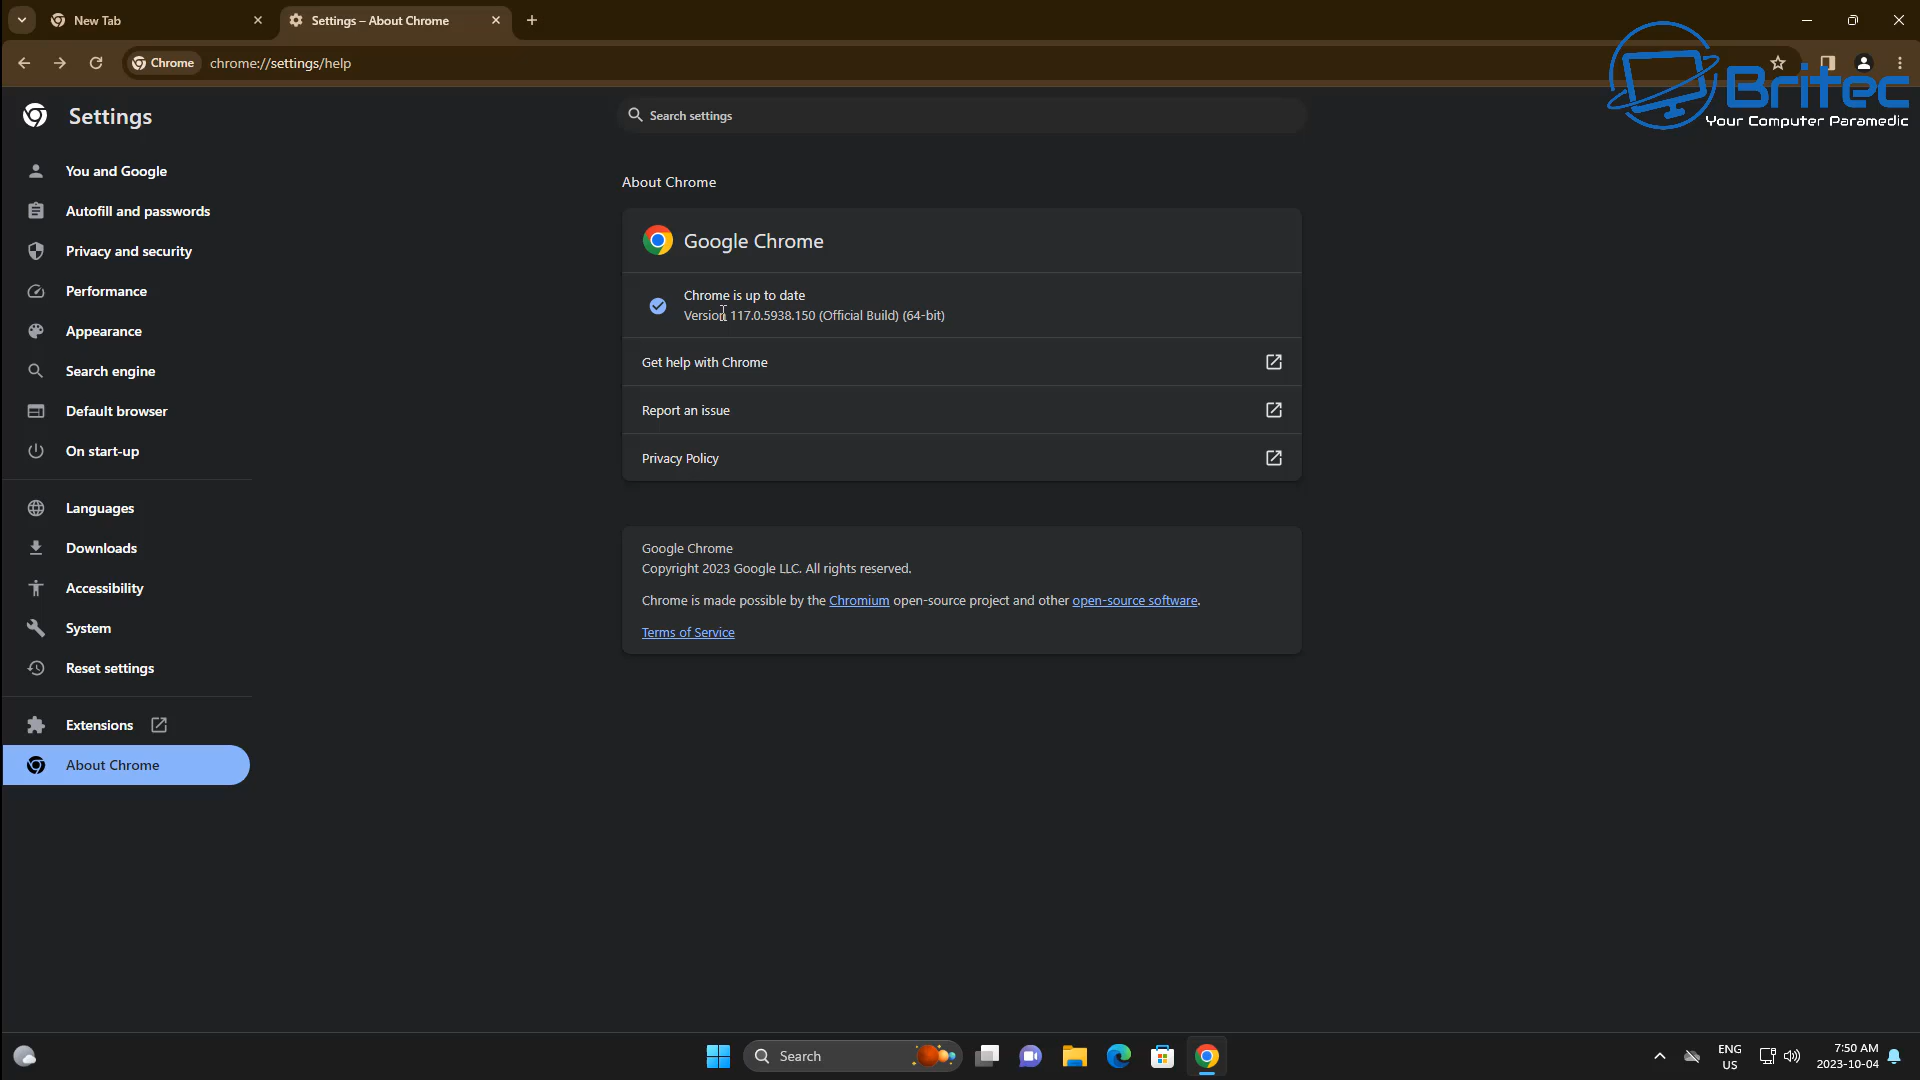 New Tab
Settings – About Chrome
Chrome
chrome://settings/help
Britec
Your Computer Paramedic
Settings
Search settings
You and Google
Autofill and passwords
Privacy and security
Performance
Appearance
Search engine
Default browser
On start-up
Languages
Downloads
Accessibility
System
Reset settings
Extensions
About Chrome
About Chrome
Google Chrome
Chrome is up to date
Version 117.0.5938.150 (Official Build) (64-bit)
Get help with Chrome
Report an issue
Privacy Policy
Google Chrome
Copyright 2023 Google LLC. All rights reserved.
Chrome is made possible by the Chromium open-source project and other open-source software.
Terms of Service
Search
ENG
US
7:50 AM
2023-10-04